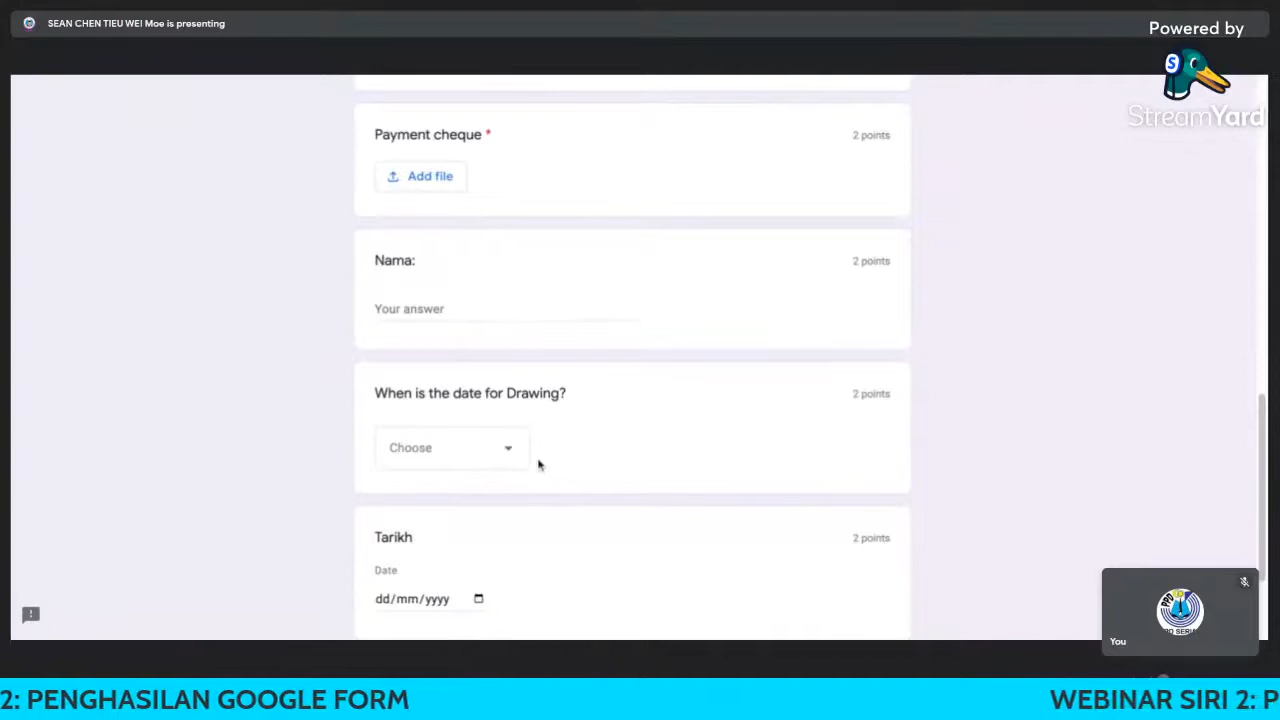 SEAN CHEN TIEU WEI Moe is presenting
Powered by
StreamYard
Payment cheque *
2 points
Add file
Nama:
2 points
Your answer
When is the date for Drawing?
2 points
Choose
Tarikh
2 points
Date
dd/mm/yyyy
PPD
You
2: PENGHASILAN GOOGLE FORM
WEBINAR SIRI 2: P